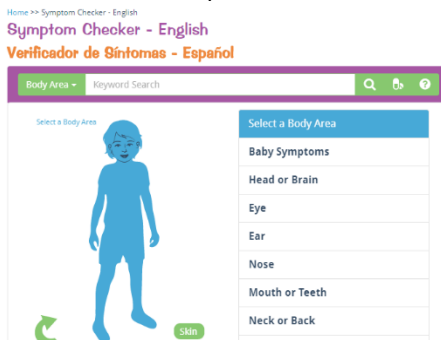 Home >> Symptom Checker - English
Symptom Checker - English
Verificador de Síntomas - Español
Body Area Keyword Search
Select a Body Area
Select a Body Area
Baby Symptoms
Head or Brain
Eye
Ear
Nose
Mouth or Teeth
Neck or Back
Skin